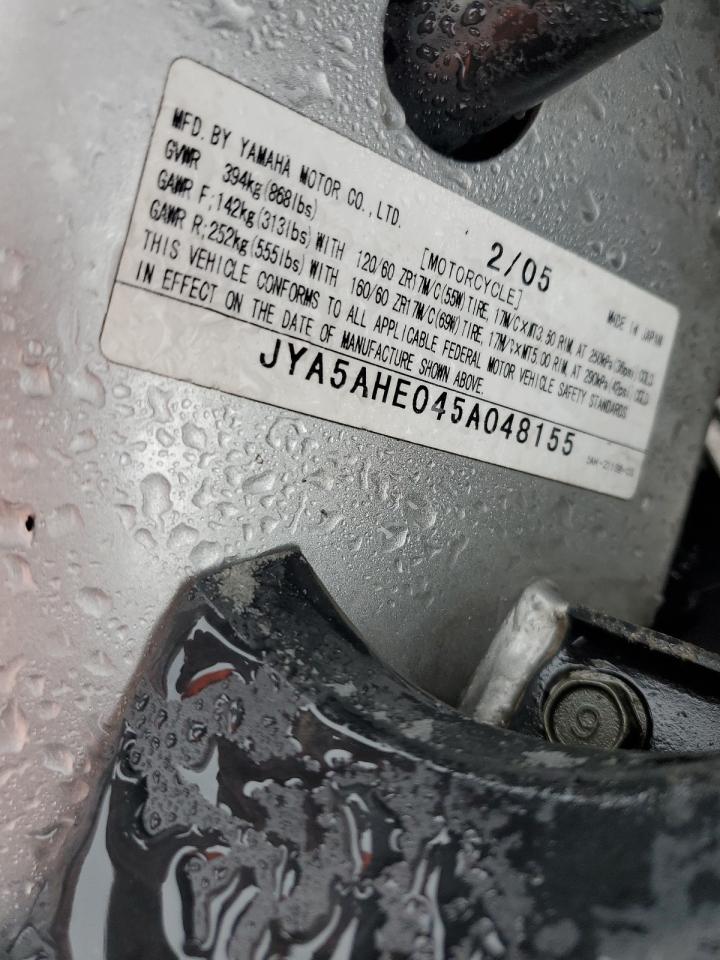 MFD. BY YAMAHA MOTOR CO., LTD. 2/05 MADE IN JAPAN
GVWR 394kg(868lbs) [MOTORCYCLE]
GAWR F;142kg(313lbs)WITH 120/60 ZR17M/C(55W)TIRE, 17M/C×MT3.50 RIM, AT 250kPa(36psi)COLD
GAWR R;252kg(555lbs)WITH 160/60 ZR17M/C(69W)TIRE, 17M/C×MT5.00 RIM, AT 290kPa(42psi)COLD
THIS VEHICLE CONFORMS TO ALL APPLICABLE FEDERAL MOTOR VEHICLE SAFETY STANDARDS
IN EFFECT ON THE DATE OF MANUFACTURE SHOWN ABOVE.
JYA5AHE045A048155
9